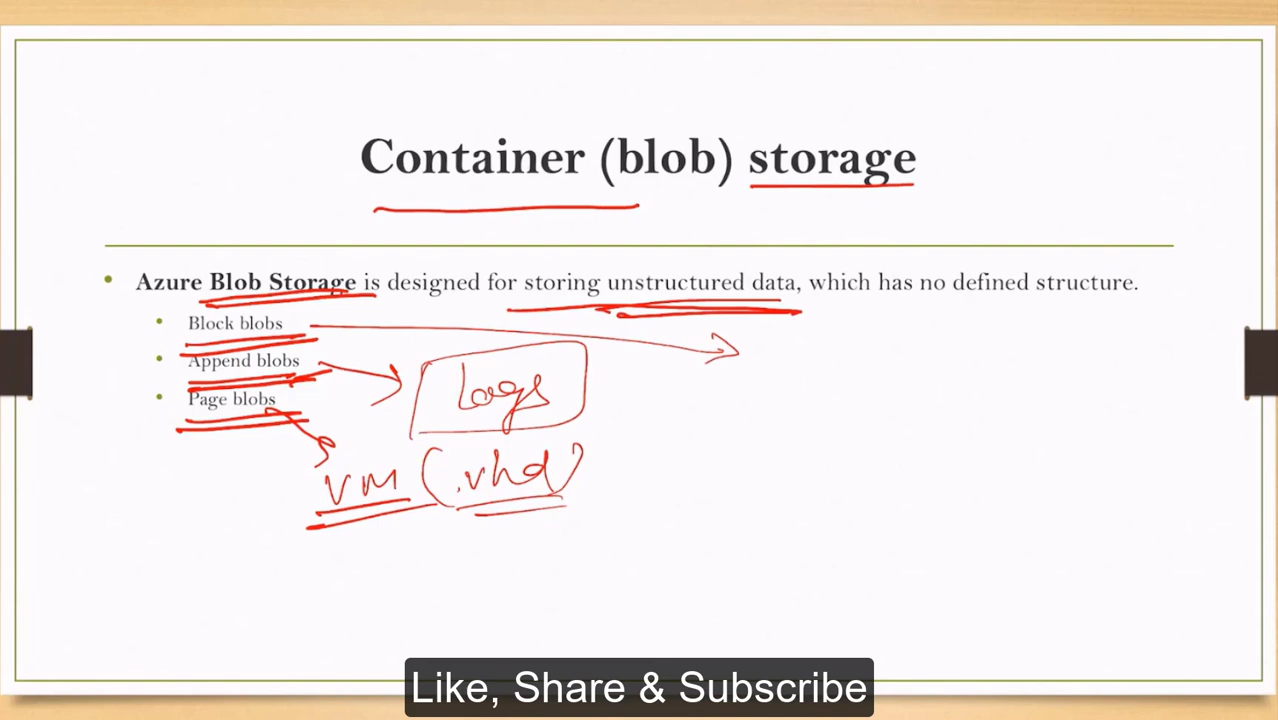 Container (blob) storage
Azure Blob Storage is designed for storing unstructured data, which has no defined structure.
Block blobs
Append blobs
Page blobs
Logs
VM (.vhd)
Like, Share & Subscribe